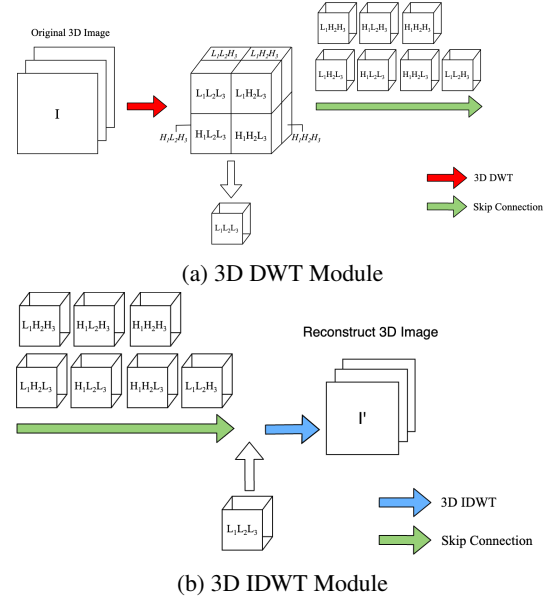 Original 3D Image
I
L₁L₂H₃ L₁H₂H₃
L₁L₂L₃ L₁H₂L₃
H₁L₂H₃ H₁L₂L₃ H₁H₂L₃ H₁H₂H₃
L₁L₂L₃
L₁H₂H₃ H₁L₂H₃ H₁H₂H₃
L₁H₂L₃ H₁L₂L₃ H₁H₂L₃ L₁L₂H₃
3D DWT
Skip Connection
(a) 3D DWT Module
L₁H₂H₃ H₁L₂H₃ H₁H₂H₃
L₁H₂L₃ H₁L₂L₃ H₁H₂L₃ L₁L₂H₃
L₁L₂L₃
Reconstruct 3D Image
I'
3D IDWT
Skip Connection
(b) 3D IDWT Module